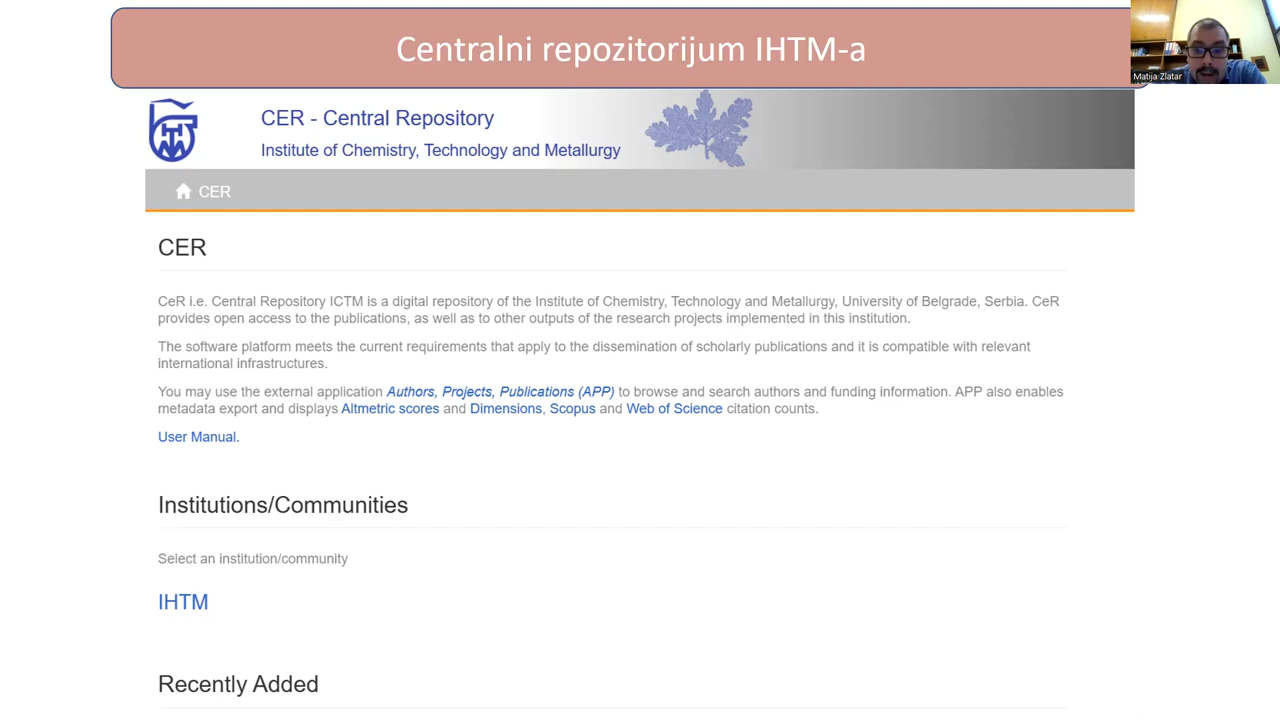 Centralni repozitorijum IHTM-a
Matija Zlatar
CER - Central Repository
Institute of Chemistry, Technology and Metallurgy
CER
CER
CeR i.e. Central Repository ICTM is a digital repository of the Institute of Chemistry, Technology and Metallurgy, University of Belgrade, Serbia. CeR
provides open access to the publications, as well as to other outputs of the research projects implemented in this institution.
The software platform meets the current requirements that apply to the dissemination of scholarly publications and it is compatible with relevant
international infrastructures.
You may use the external application Authors, Projects, Publications (APP) to browse and search authors and funding information. APP also enables
metadata export and displays Altmetric scores and Dimensions, Scopus and Web of Science citation counts.
User Manual.
Institutions/Communities
Select an institution/community
IHTM
Recently Added